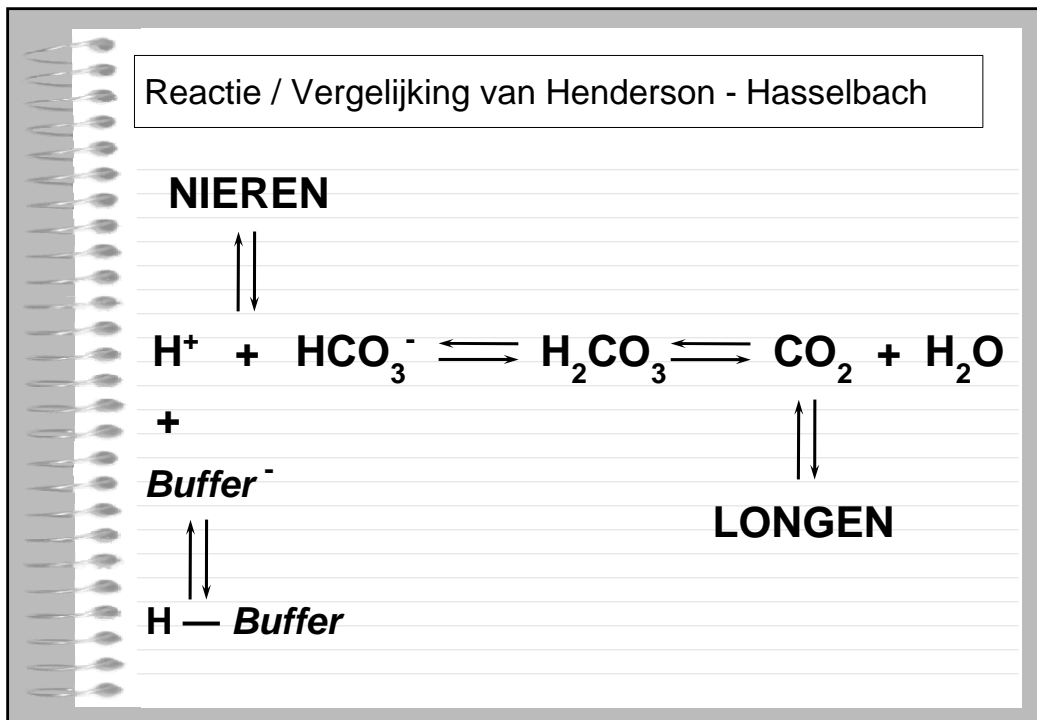 Reactie / Vergelijking van Henderson - Hasselbach
NIEREN
H⁺ + HCO₃⁻ ⇌ H₂CO₃ ⇌ CO₂ + H₂O
+
Buffer ⁻
LONGEN
H — Buffer